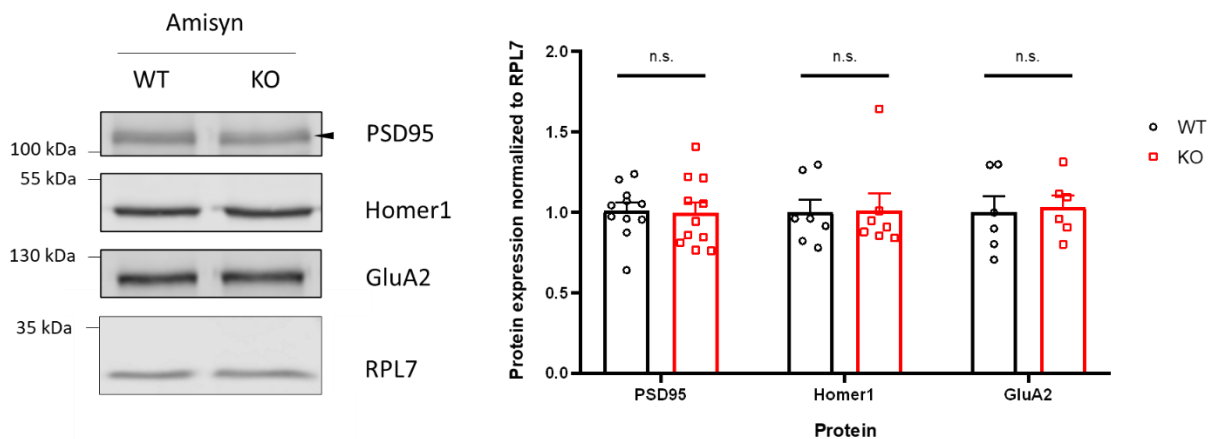 Amisyn
WT KO
100 kDa
PSD95
55 kDa
Homer1
130 kDa
GluA2
35 kDa
RPL7
Protein expression normalized to RPL7
2.0
1.5
1.0
0.5
0.0
n.s. n.s. n.s.
PSD95 Homer1 GluA2
Protein
WT
KO